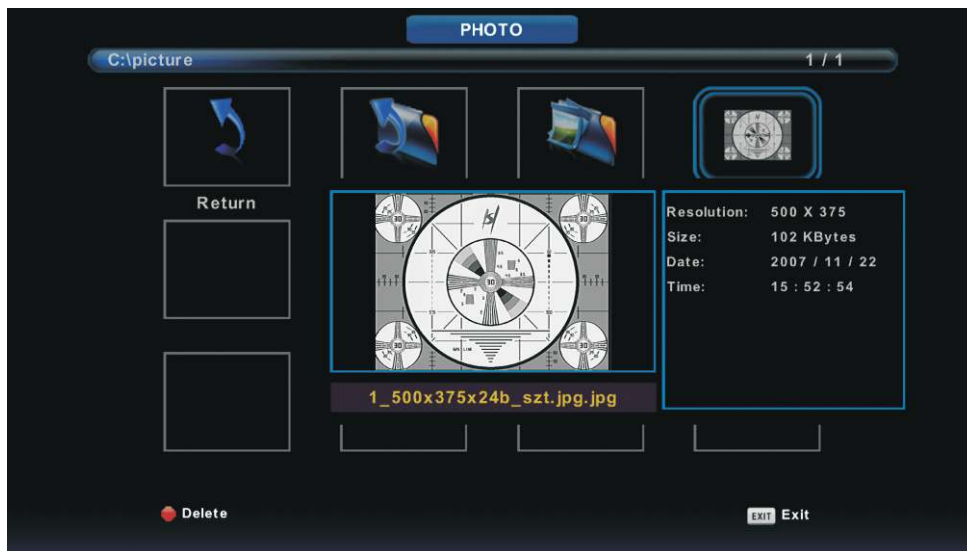 PHOTO
C:\picture 1 / 1
Return
Resolution: 500 X 375
Size: 102 KBytes
Date: 2007 / 11 / 22
Time: 15 : 52 : 54
1_500x375x24b_szt.jpg.jpg
Delete
EXIT Exit